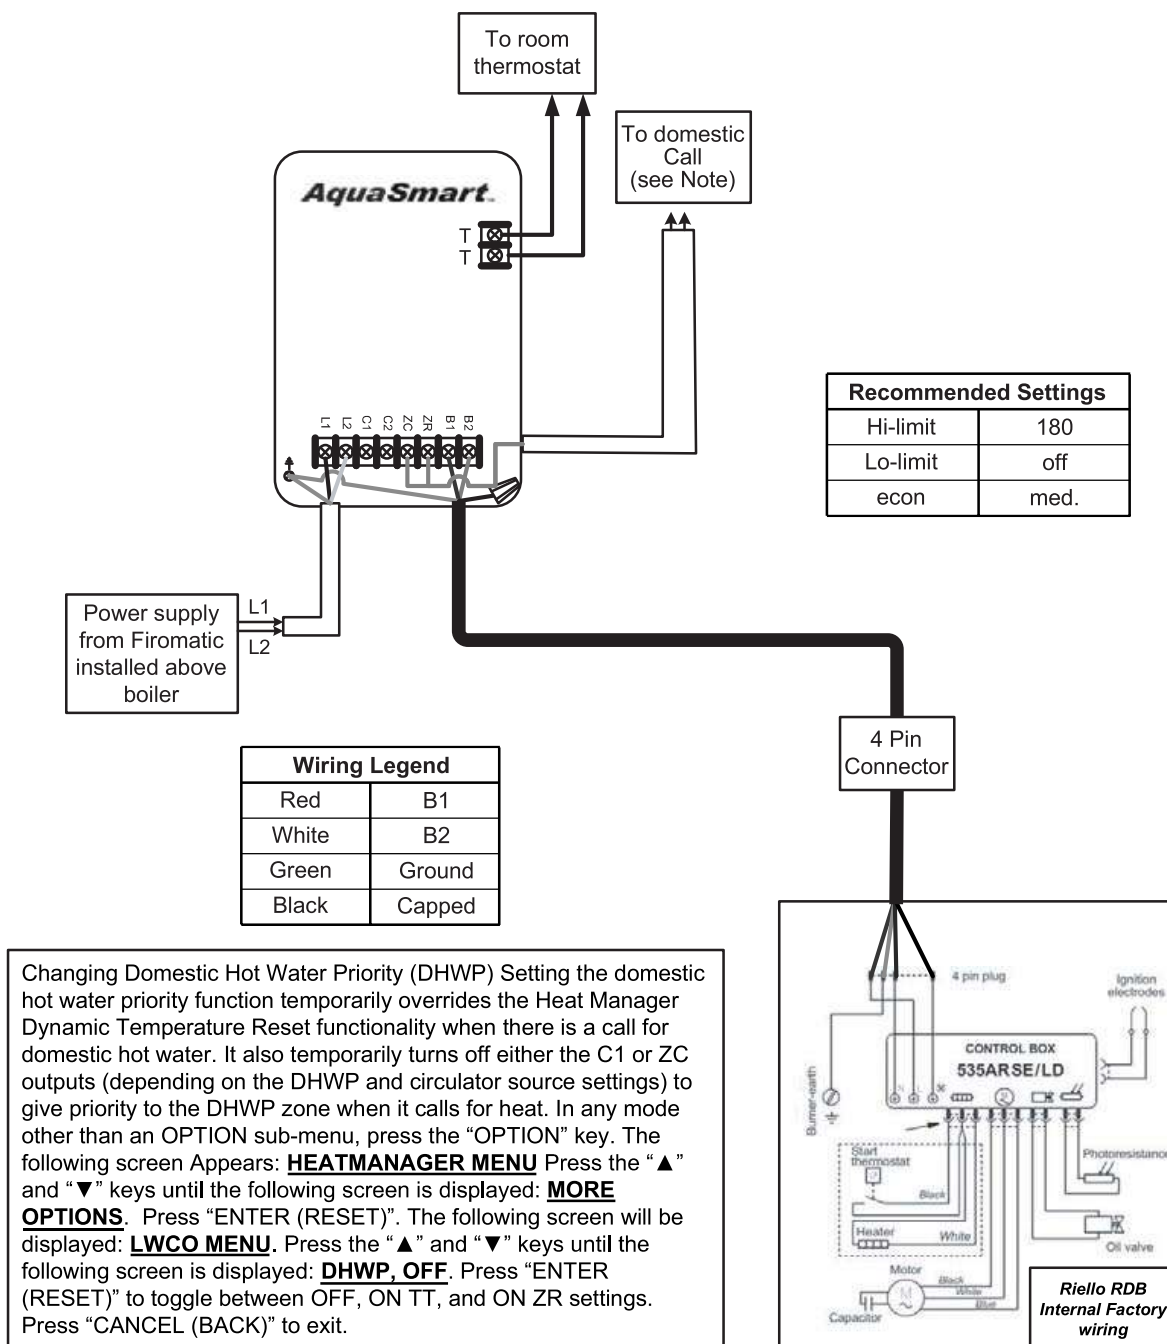 To room
thermostat
To domestic
Call
(see Note)
AquaSmart™
T
T
L1
L2
C1
C2
ZC
ZR
B1
B2
Recommended Settings
Hi-limit 180
Lo-limit off
econ med.
Power supply
from Firomatic
installed above
boiler
L1
L2
4 Pin
Connector
Wiring Legend
Red B1
White B2
Green Ground
Black Capped
Changing Domestic Hot Water Priority (DHWP) Setting the domestic
hot water priority function temporarily overrides the Heat Manager
Dynamic Temperature Reset functionality when there is a call for
domestic hot water. It also temporarily turns off either the C1 or ZC
outputs (depending on the DHWP and circulator source settings) to
give priority to the DHWP zone when it calls for heat. In any mode
other than an OPTION sub-menu, press the “OPTION” key. The
following screen Appears: HEATMANAGER MENU Press the “▲”
and “▼” keys until the following screen is displayed: MORE
OPTIONS. Press “ENTER (RESET)”. The following screen will be
displayed: LWCO MENU. Press the “▲” and “▼” keys until the
following screen is displayed: DHWP, OFF. Press “ENTER
(RESET)” to toggle between OFF, ON TT, and ON ZR settings.
Press “CANCEL (BACK)” to exit.
4 pin plug
Ignition
electrodes
CONTROL BOX
535ARSE/LD
N L
Burner-earth
Start
thermostat
Black
Photoresistance
Heater
White
Oil valve
Motor
M
Black
White
Blue
Capacitor
Riello RDB
Internal Factory
wiring